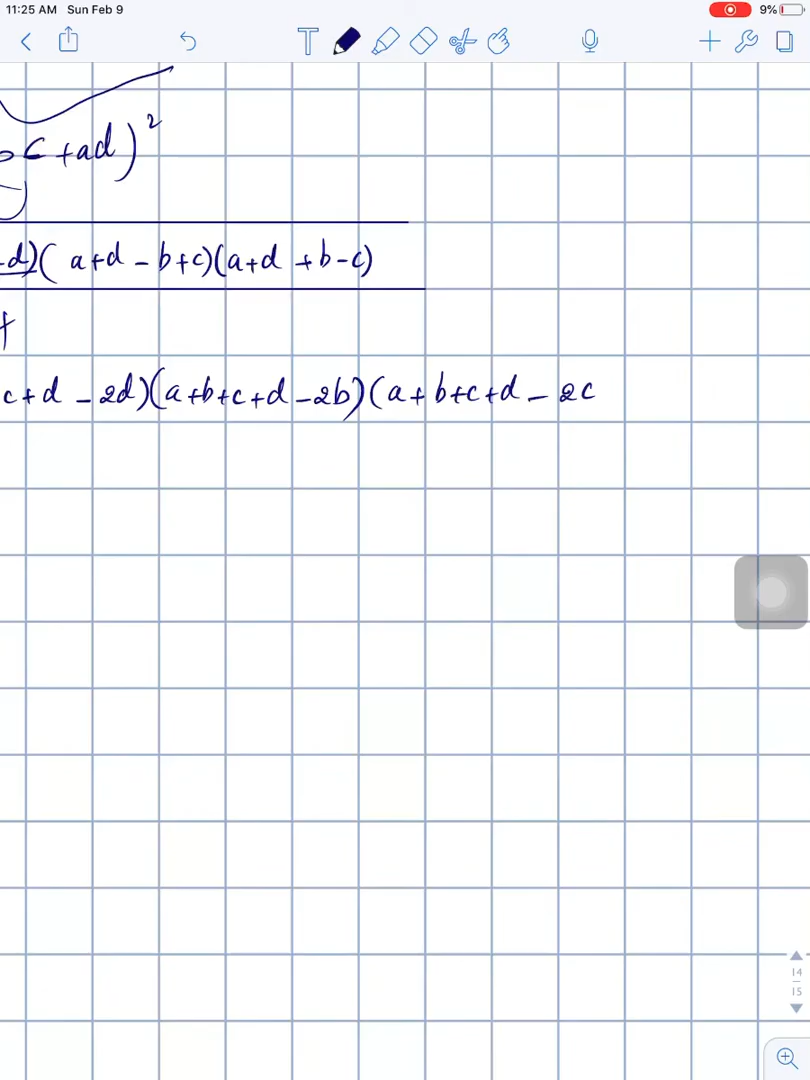 11:25 AM Sun Feb 9 9%
c + ad)²
-d)( a+d - b+c)(a+d +b-c)
c+d - 2d)(a+b+c+d-2b)(a+b+c+d - 2c
14
15